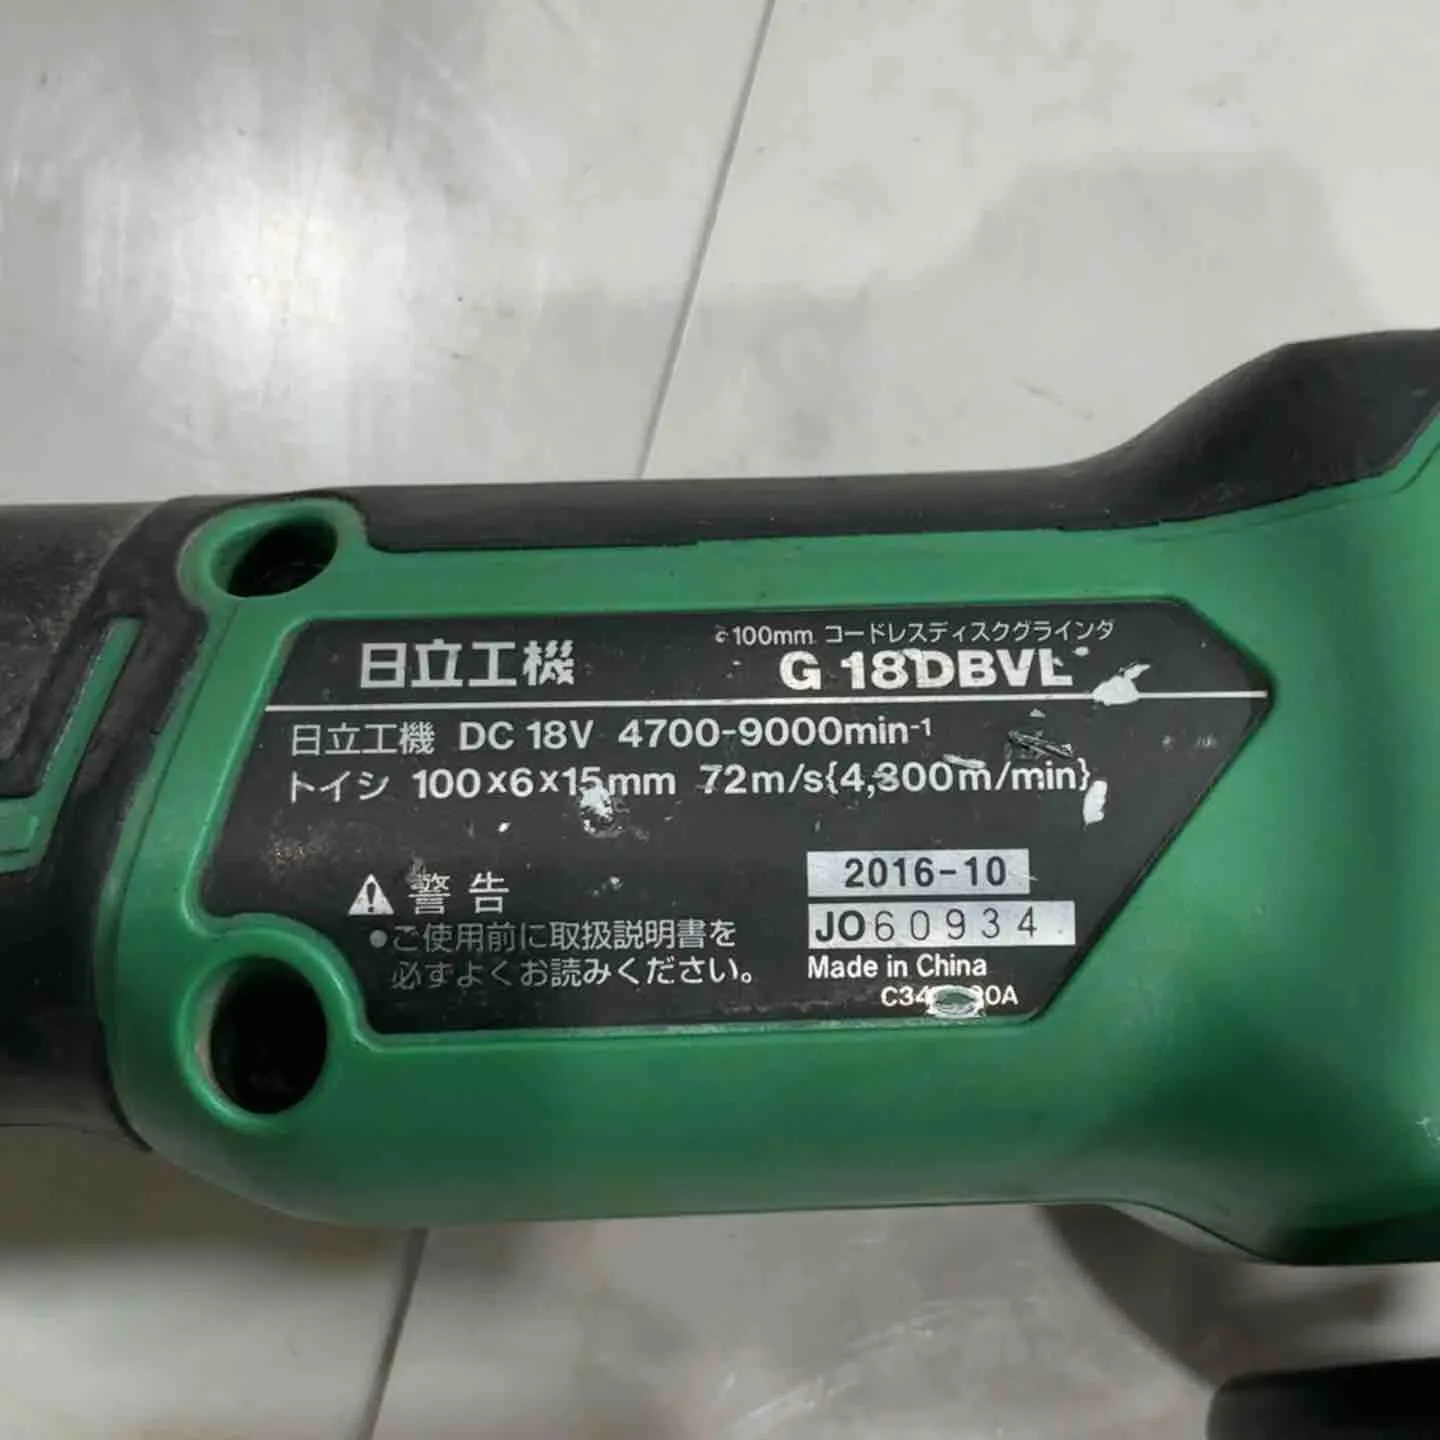 日立工機
100mm コードレスディスクグラインダ
G 18DBVL
日立工機 DC 18V 4700-9000min-1
トイシ 100×6×15mm 72m/s{4,300m/min}
警告
●ご使用前に取扱説明書を
必ずよくお読みください。
2016-10
JO60934
Made in China